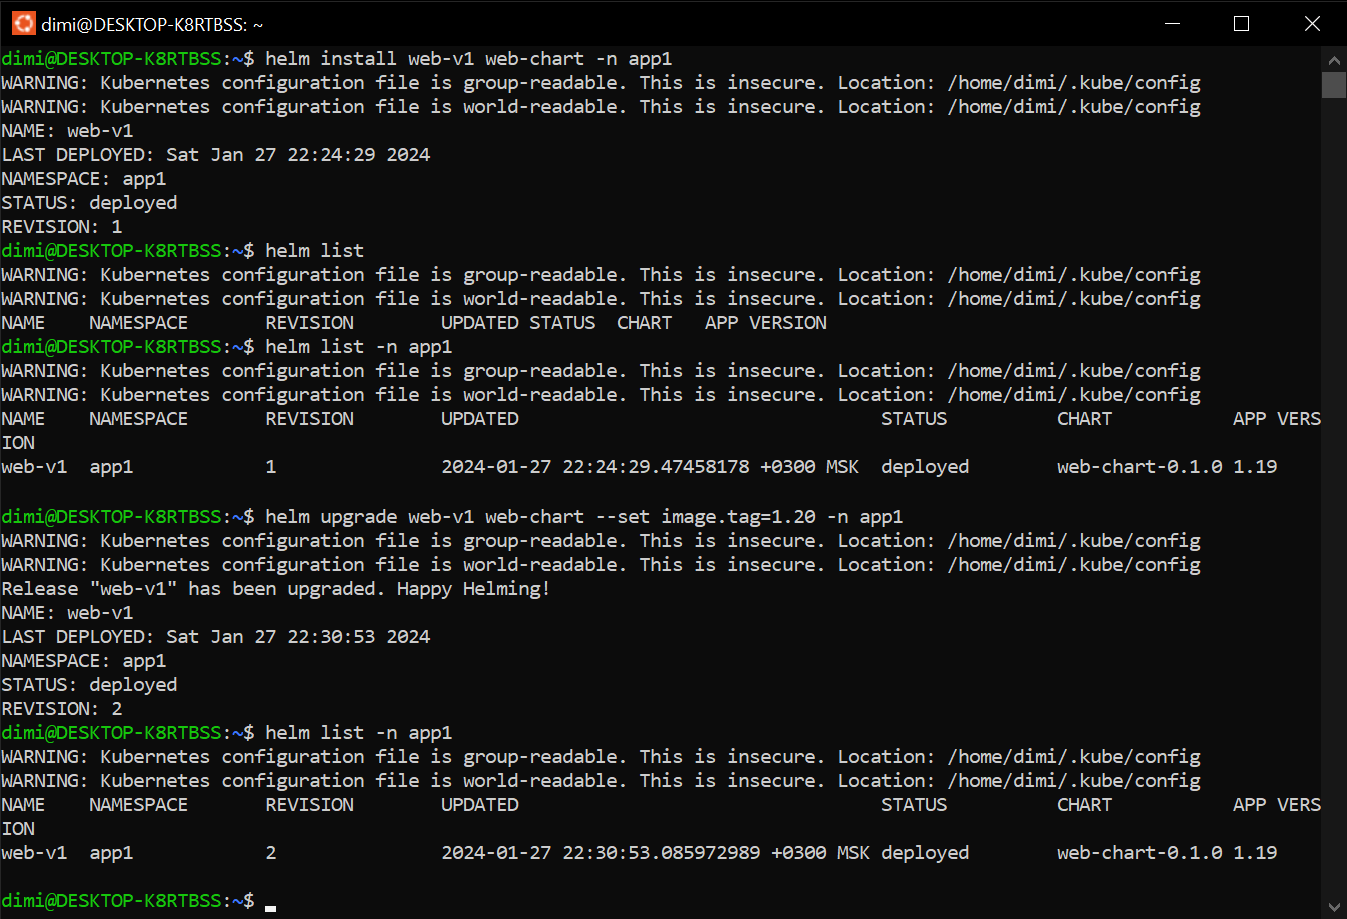 dimi@DESKTOP-K8RTBSS: ~
dimi@DESKTOP-K8RTBSS:~$ helm install web-v1 web-chart -n app1
WARNING: Kubernetes configuration file is group-readable. This is insecure. Location: /home/dimi/.kube/config
WARNING: Kubernetes configuration file is world-readable. This is insecure. Location: /home/dimi/.kube/config
NAME: web-v1
LAST DEPLOYED: Sat Jan 27 22:24:29 2024
NAMESPACE: app1
STATUS: deployed
REVISION: 1
dimi@DESKTOP-K8RTBSS:~$ helm list
WARNING: Kubernetes configuration file is group-readable. This is insecure. Location: /home/dimi/.kube/config
WARNING: Kubernetes configuration file is world-readable. This is insecure. Location: /home/dimi/.kube/config
NAME    NAMESPACE       REVISION        UPDATED STATUS  CHART   APP VERSION
dimi@DESKTOP-K8RTBSS:~$ helm list -n app1
WARNING: Kubernetes configuration file is group-readable. This is insecure. Location: /home/dimi/.kube/config
WARNING: Kubernetes configuration file is world-readable. This is insecure. Location: /home/dimi/.kube/config
NAME    NAMESPACE       REVISION        UPDATED                                 STATUS          CHART           APP VERS
ION
web-v1  app1            1               2024-01-27 22:24:29.47458178 +0300 MSK  deployed        web-chart-0.1.0 1.19
dimi@DESKTOP-K8RTBSS:~$ helm upgrade web-v1 web-chart --set image.tag=1.20 -n app1
WARNING: Kubernetes configuration file is group-readable. This is insecure. Location: /home/dimi/.kube/config
WARNING: Kubernetes configuration file is world-readable. This is insecure. Location: /home/dimi/.kube/config
Release "web-v1" has been upgraded. Happy Helming!
NAME: web-v1
LAST DEPLOYED: Sat Jan 27 22:30:53 2024
NAMESPACE: app1
STATUS: deployed
REVISION: 2
dimi@DESKTOP-K8RTBSS:~$ helm list -n app1
WARNING: Kubernetes configuration file is group-readable. This is insecure. Location: /home/dimi/.kube/config
WARNING: Kubernetes configuration file is world-readable. This is insecure. Location: /home/dimi/.kube/config
NAME    NAMESPACE       REVISION        UPDATED                                 STATUS          CHART           APP VERS
ION
web-v1  app1            2               2024-01-27 22:30:53.085972989 +0300 MSK deployed        web-chart-0.1.0 1.19
dimi@DESKTOP-K8RTBSS:~$